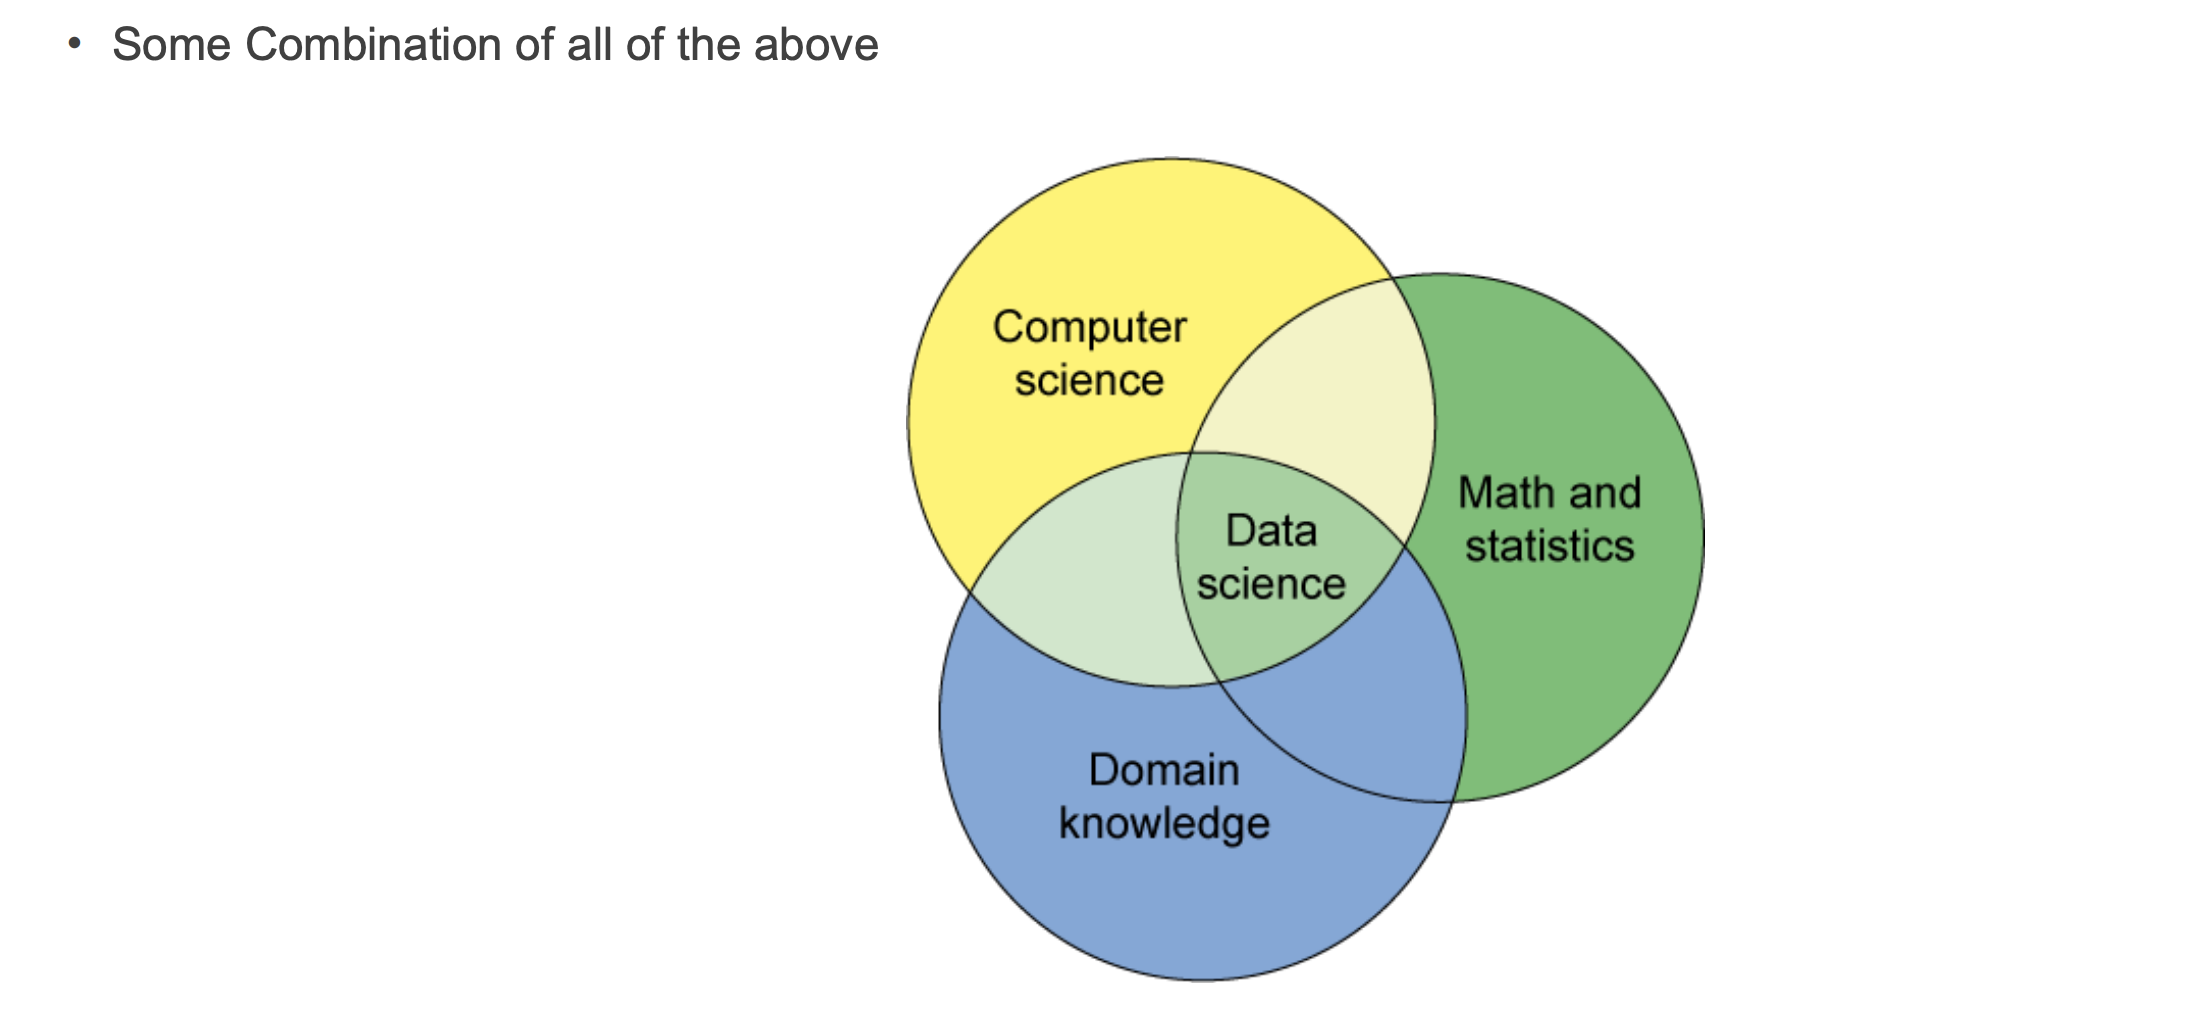 • Some Combination of all of the above
Computer
science
Math and
statistics
Data
science
Domain
knowledge